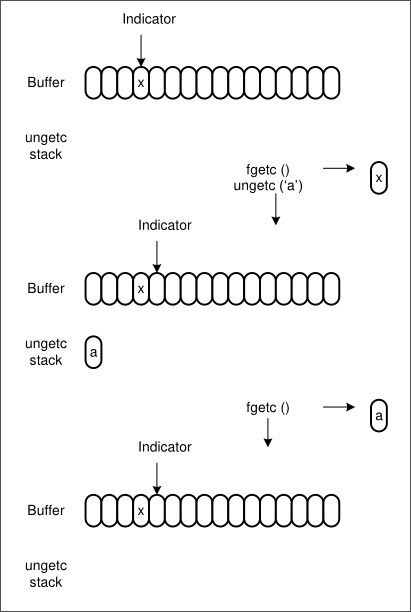 Indicator
Buffer
x
ungetc
stack
fgetc ()
ungetc (‘a’)
x
Indicator
Buffer
x
ungetc
stack
a
fgetc ()
a
Indicator
Buffer
x
ungetc
stack